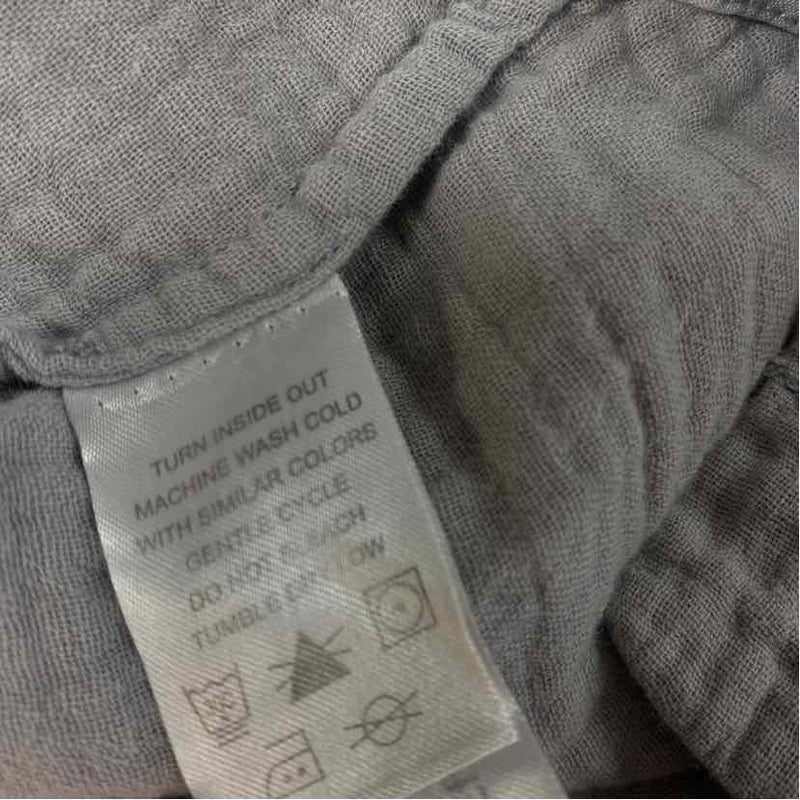 TURN INSIDE OUT
MACHINE WASH COLD
WITH SIMILAR COLORS
GENTLE CYCLE
DO NOT BLEACH
TUMBLE DRY LOW